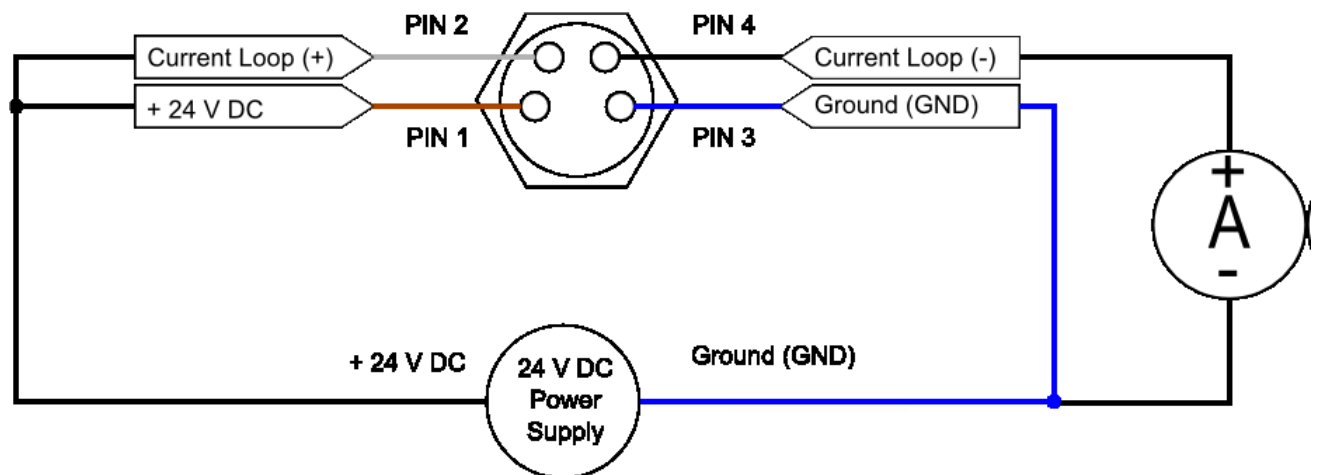 PIN 2
PIN 4
Current Loop (+)
Current Loop (-)
+ 24 V DC
Ground (GND)
PIN 1
PIN 3
+
A
-
+ 24 V DC
24 V DC
Power
Supply
Ground (GND)